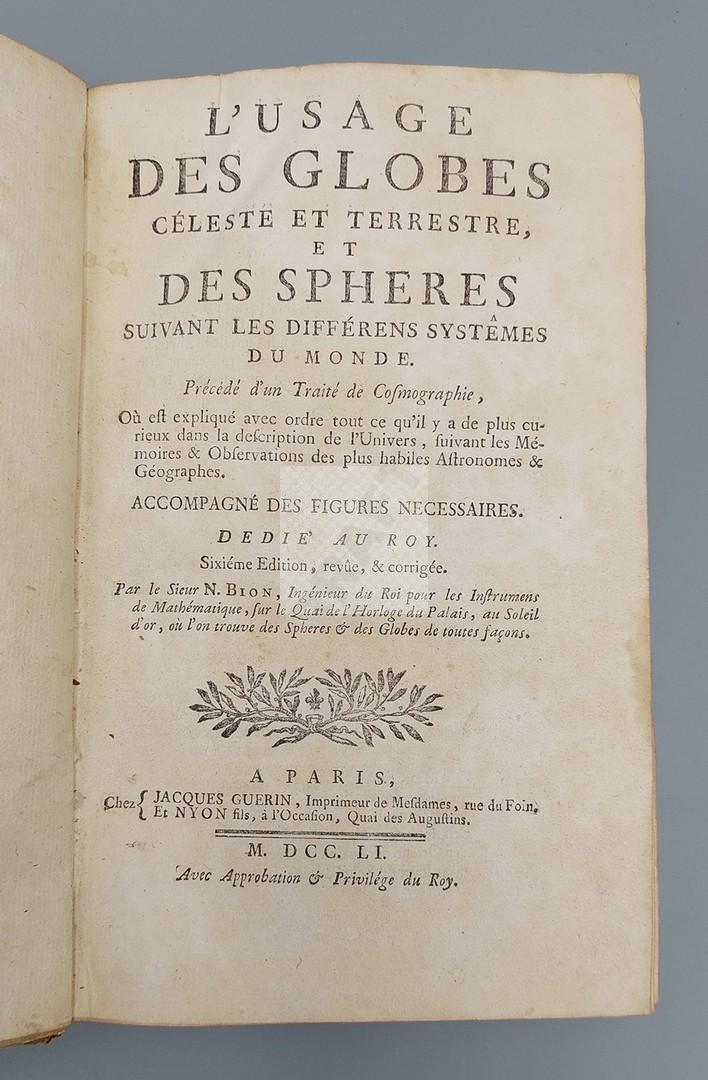 L'USAGE
DES GLOBES
CÉLESTE ET TERRESTRE,
ET
DES SPHERES
SUIVANT LES DIFFÉRENS SYSTÊMES
DU MONDE.
Précédé d'un Traité de Coſmographie,
Où eſt expliqué avec ordre tout ce qu'il y a de plus cu-
rieux dans la deſcription de l'Univers, ſuivant les Mé-
moires & Obſervations des plus habiles Aſtronomes &
Géographes.
ACCOMPAGNÉ DES FIGURES NECESSAIRES.
DEDIE' AU ROY.
Sixiéme Edition, revûe, & corrigée.
Par le Sieur N. BION, Ingénieur du Roi pour les Inſtrumens
de Mathématique, ſur le Quai de l'Horloge du Palais, au Soleil
d'or, où l'on trouve des Spheres & des Globes de toutes façons.
A PARIS,
Chez { JACQUES GUERIN, Imprimeur de Meſdames, rue du Foin,
Et NYON fils, à l'Occaſion, Quai des Auguſtins.
M. DCC. LI.
Avec Approbation & Privilége du Roy.